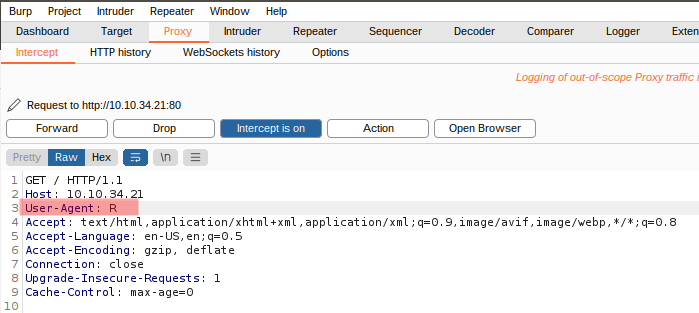 Burp Project Intruder Repeater Window Help
Dashboard Target Proxy Intruder Repeater Sequencer Decoder Comparer Logger Exten
Intercept HTTP history WebSockets history Options
Logging of out-of-scope Proxy traffic i
Request to http://10.10.34.21:80
Forward Drop Intercept is on Action Open Browser
Pretty Raw Hex \n
1 GET / HTTP/1.1
2 Host: 10.10.34.21
3 User-Agent: R
4 Accept: text/html,application/xhtml+xml,application/xml;q=0.9,image/avif,image/webp,*/*;q=0.8
5 Accept-Language: en-US,en;q=0.5
6 Accept-Encoding: gzip, deflate
7 Connection: close
8 Upgrade-Insecure-Requests: 1
9 Cache-Control: max-age=0
10